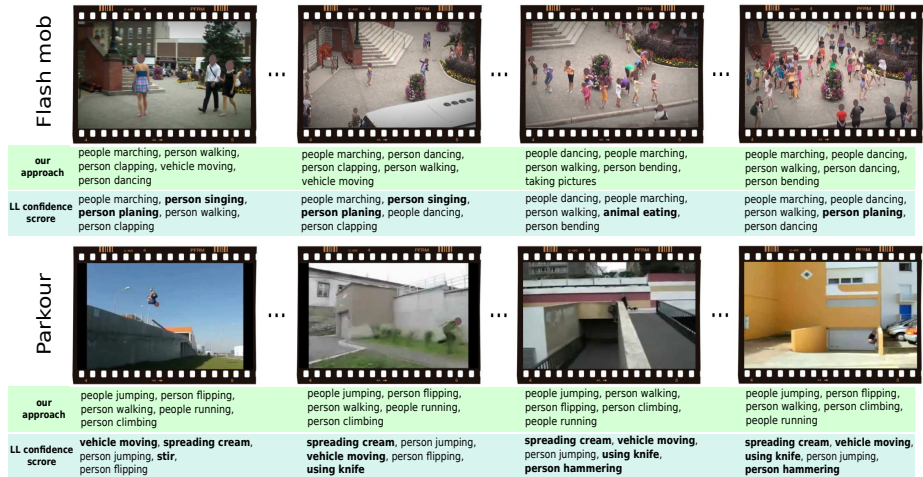 Flash mob
...
...
...
our
approach
people marching, person walking,
person clapping, vehicle moving,
person dancing
people marching, person dancing,
person clapping, person walking,
vehicle moving
people dancing, people marching,
person walking, person bending,
taking pictures
people marching, people dancing,
person walking, person dancing,
person bending
LL confidence
scrore
people marching, person singing,
person planing, person walking,
person clapping
people marching, person singing,
person planing, people dancing,
person clapping
people dancing, people marching,
person walking, animal eating,
person bending
people marching, people dancing,
person walking, person planing,
person dancing
Parkour
...
...
...
our
approach
people jumping, person flipping,
person walking, people running,
person climbing
people jumping, person flipping,
person walking, people running,
person climbing
people jumping, person walking,
person flipping, person climbing,
people running
people jumping, person flipping,
person walking, person climbing,
people running
LL confidence
score
vehicle moving, spreading cream,
person jumping, stir,
person flipping
spreading cream, person jumping,
vehicle moving, person flipping,
using knife
spreading cream, vehicle moving,
person jumping, using knife,
person hammering
spreading cream, vehicle moving,
using knife, person jumping,
person hammering